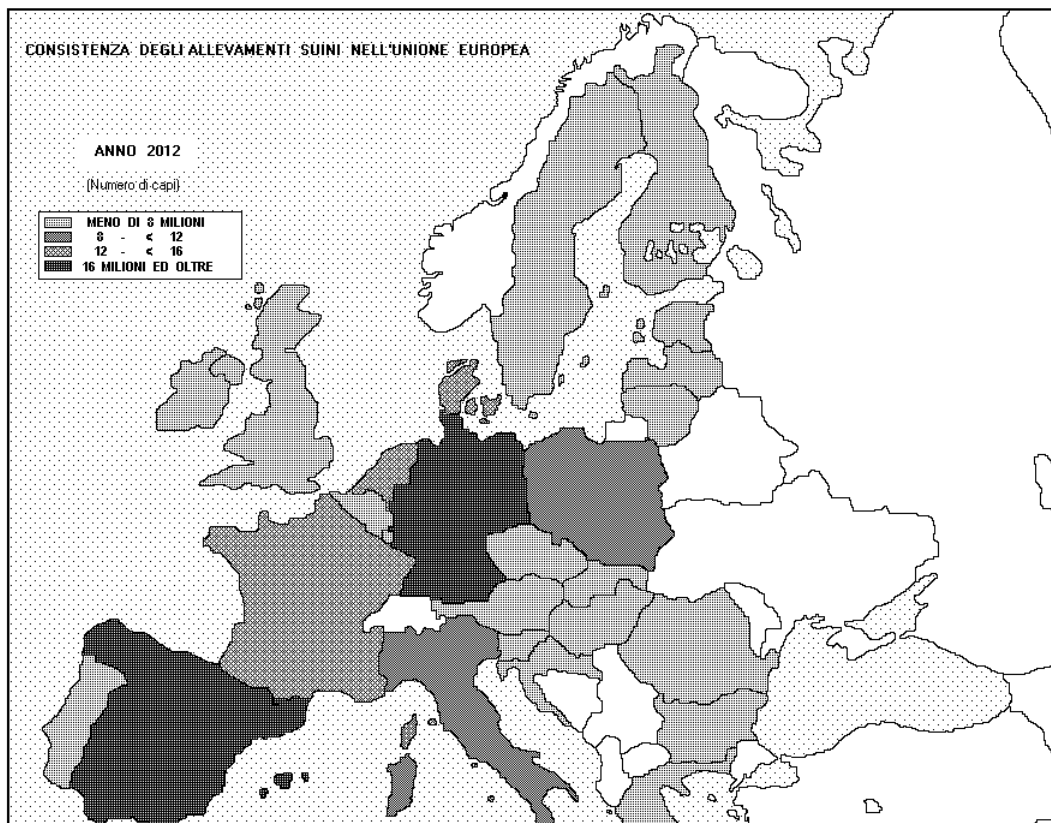 CONSISTENZA DEGLI ALLEVAMENTI SUINI NELL'UNIONE EUROPEA
ANNO 2012
(Numero di capi)
MENO DI 8 MILIONI
8 - < 12
12 - < 16
16 MILIONI ED OLTRE